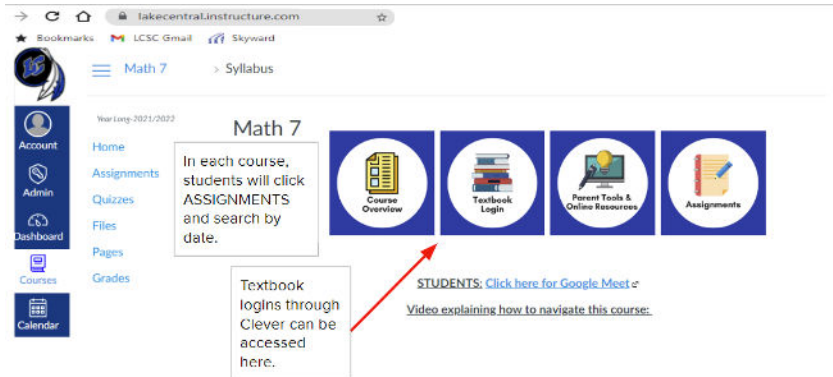 lakecentral.instructure.com
Bookmarks LCSC Gmail Skyward
LC
Math 7 > Syllabus
Year Long-2021/2022
Math 7
Account
Admin
Dashboard
Courses
Calendar
Home
Assignments
Quizzes
Files
Pages
Grades
In each course,
students will click
ASSIGNMENTS
and search by
date.
Course
Overview
Textbook
Login
Parent Tools &
Online Resources
Assignments
Textbook
logins through
Clever can be
accessed
here.
STUDENTS: Click here for Google Meet
Video explaining how to navigate this course: